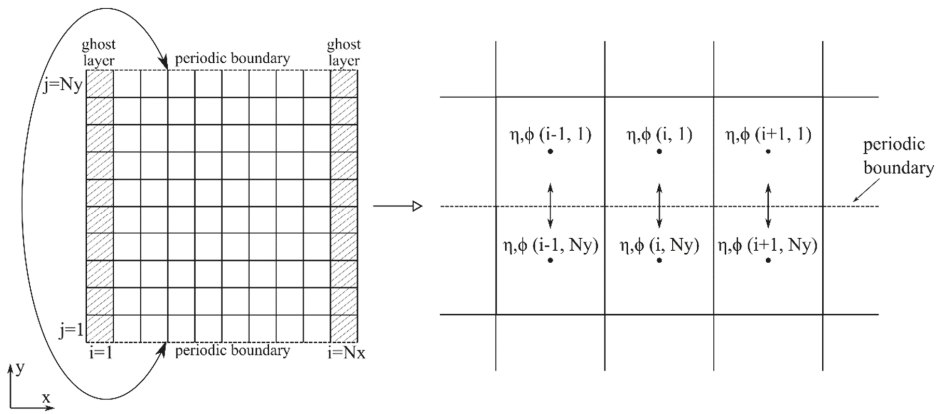 ghost
layer
periodic boundary
ghost
layer
j=Ny
j=1
i=1
periodic boundary
i=Nx
y
x
η,ϕ (i-1, 1)
η,ϕ (i, 1)
η,ϕ (i+1, 1)
periodic
boundary
η,ϕ (i-1, Ny)
η,ϕ (i, Ny)
η,ϕ (i+1, Ny)